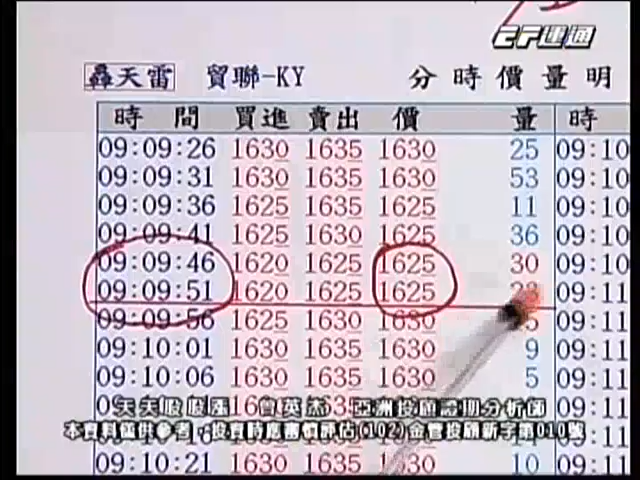 轟天雷 貿聯-KY 分時價量明
時 間 買進 賣出 價 量 時
09:09:26 1630 1635 1630 25 09:10
09:09:31 1630 1635 1630 53 09:10
09:09:36 1625 1635 1625 11 09:10
09:09:41 1625 1630 1625 36 09:10
09:09:46 1620 1625 1625 30 09:10
09:09:51 1620 1625 1625 09:11
09:09:56 1625 1630 1630 5 09:11
09:10:01 1630 1635 1630 9 09:11
09:10:06 1630 1635 1630 5 09:11
曾英杰 亞洲投顧證期分析師
本資料僅供參考,投資時應審慎評估(102)金管投顧新字第010號
09:10:21 1630 1635 1630 10 09:11